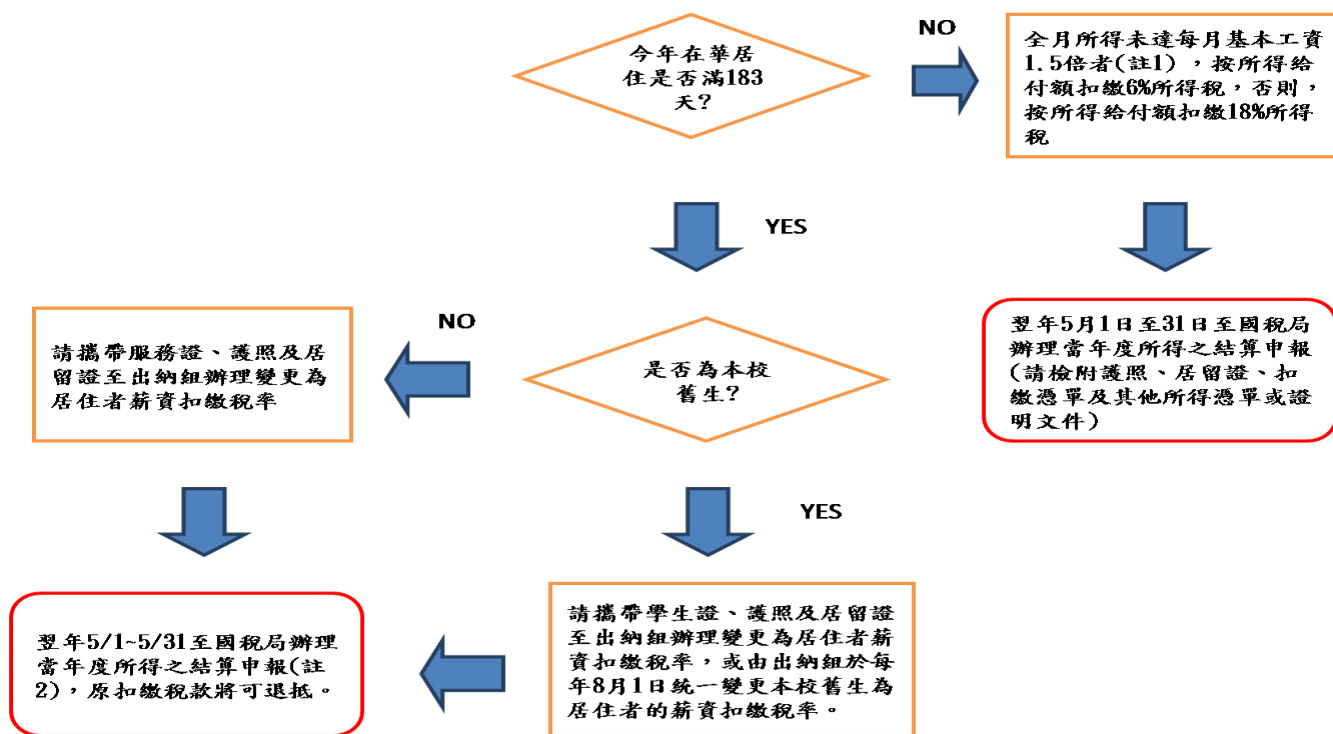 今年在華居
住是否滿183
天?
NO
全月所得未達每月基本工資
1.5倍者(註1)，按所得給
付額扣繳6%所得稅，否則，
按所得給付額扣繳18%所得
稅
YES
翌年5月1日至31日至國稅局
辦理當年度所得之結算申報
(請檢附護照、居留證、扣
繳憑單及其他所得憑單或證
明文件)
是否為本校
舊生?
NO
請攜帶服務證、護照及居
留證至出納組辦理變更為
居住者薪資扣繳稅率
YES
請攜帶學生證、護照及居留證
至出納組辦理變更為居住者薪
資扣繳稅率，或由出納組於每
年8月1日統一變更本校舊生為
居住者的薪資扣繳稅率。
翌年5/1~5/31至國稅局辦理
當年度所得之結算申報(註
2)，原扣繳稅款將可退抵。